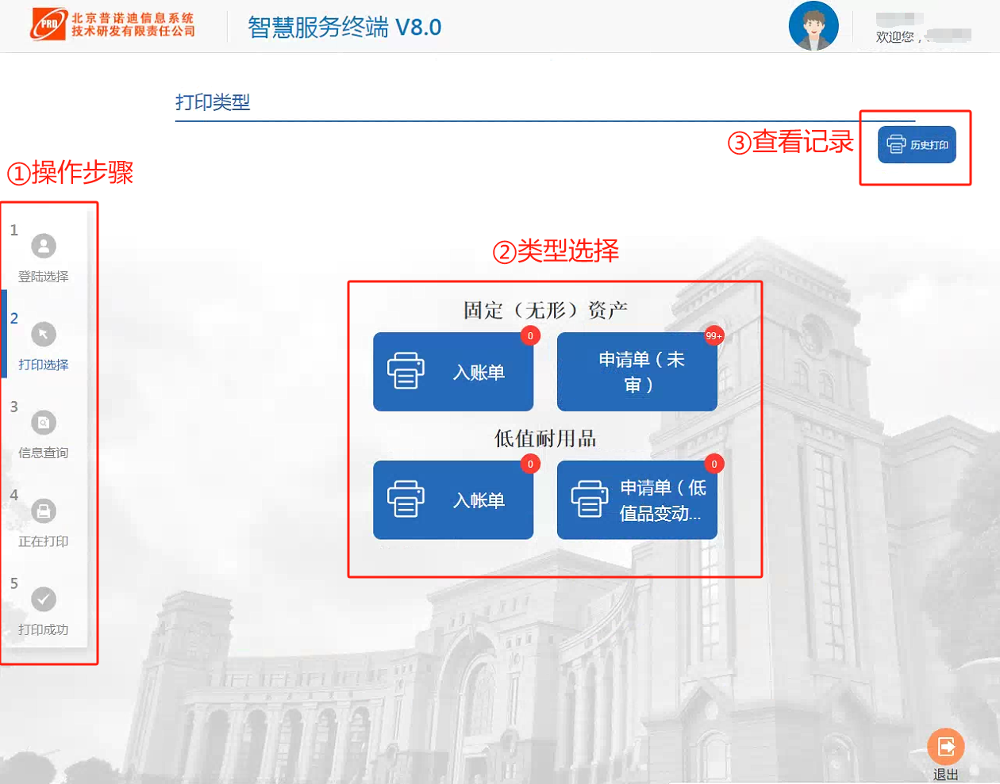 PRD
北京普诺迪信息系统
技术研发有限责任公司
智慧服务终端 V8.0
欢迎您，
打印类型
③查看记录
历史打印
①操作步骤
1
登陆选择
2
打印选择
3
信息查询
4
正在打印
5
打印成功
②类型选择
固定（无形）资产
0
入账单
99+
申请单（未
审）
低值耐用品
0
入帐单
0
申请单（低
值品变动...
退出